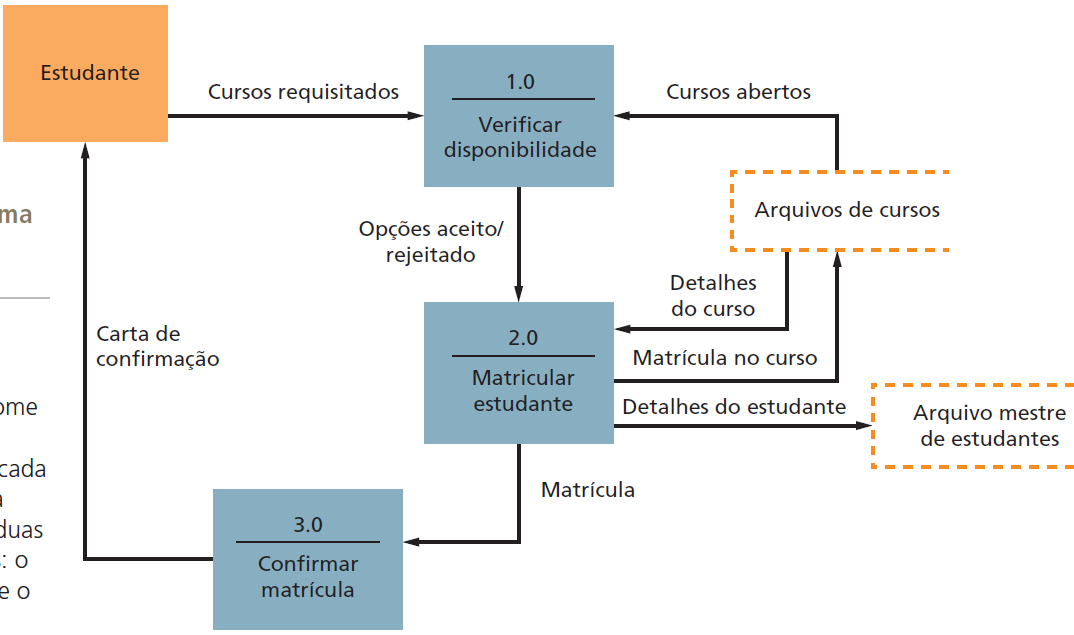 Estudante
Cursos requisitados
1.0
Verificar
disponibilidade
Cursos abertos
Arquivos de cursos
Opções aceito/
rejeitado
Detalhes
do curso
2.0
Matricular
estudante
Matrícula no curso
Detalhes do estudante
Arquivo mestre
de estudantes
Carta de
confirmação
Matrícula
3.0
Confirmar
matrícula
ma
ome
cada
a
duas
s: o
e o